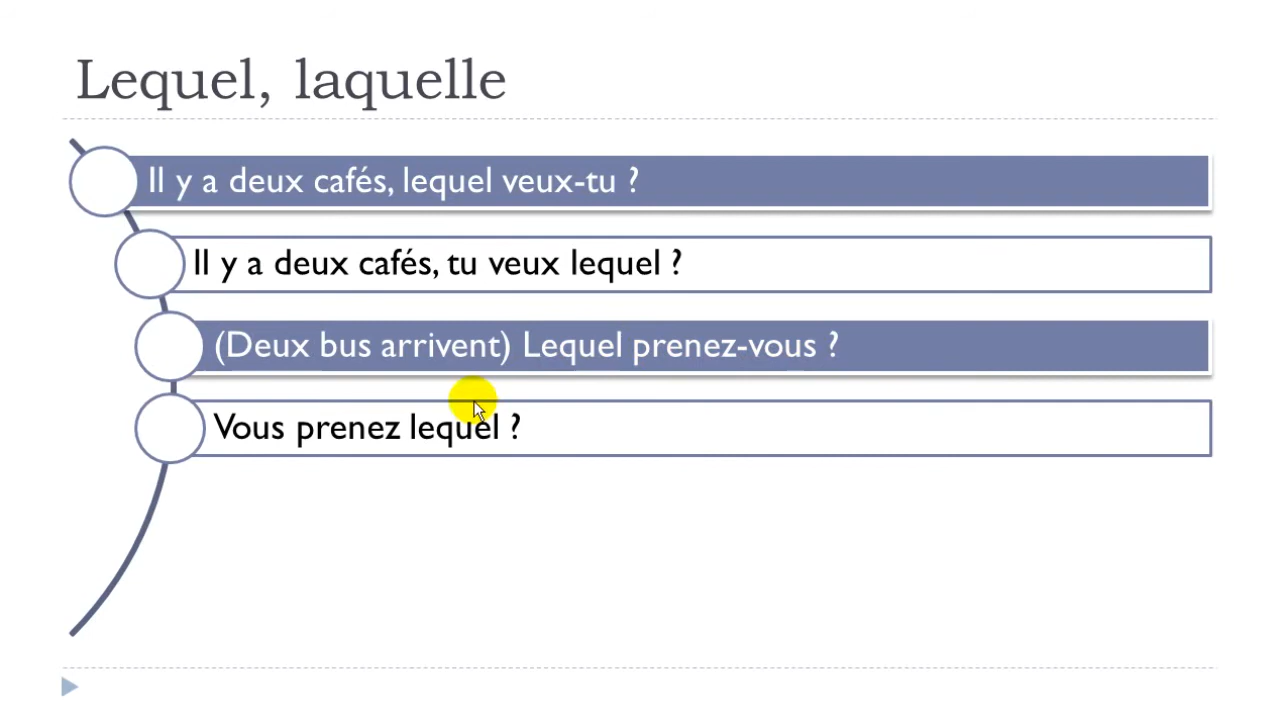 Lequel, laquelle
Il y a deux cafés, lequel veux-tu ?
Il y a deux cafés, tu veux lequel ?
(Deux bus arrivent) Lequel prenez-vous ?
Vous prenez lequel ?